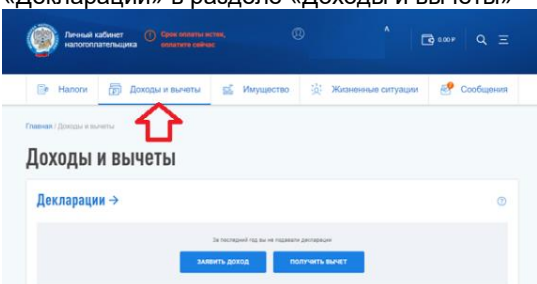 «Декларации» в разделе «Доходы и вычеты»
Личный кабинет налогоплательщика
Срок оплаты истек, оплатите сейчас
0.00 ₽
Налоги Доходы и вычеты Имущество Жизненные ситуации Сообщения
Главная / Доходы и вычеты
Доходы и вычеты
Декларации →
За последний год вы не подавали декларации
ЗАЯВИТЬ ДОХОД ПОЛУЧИТЬ ВЫЧЕТ